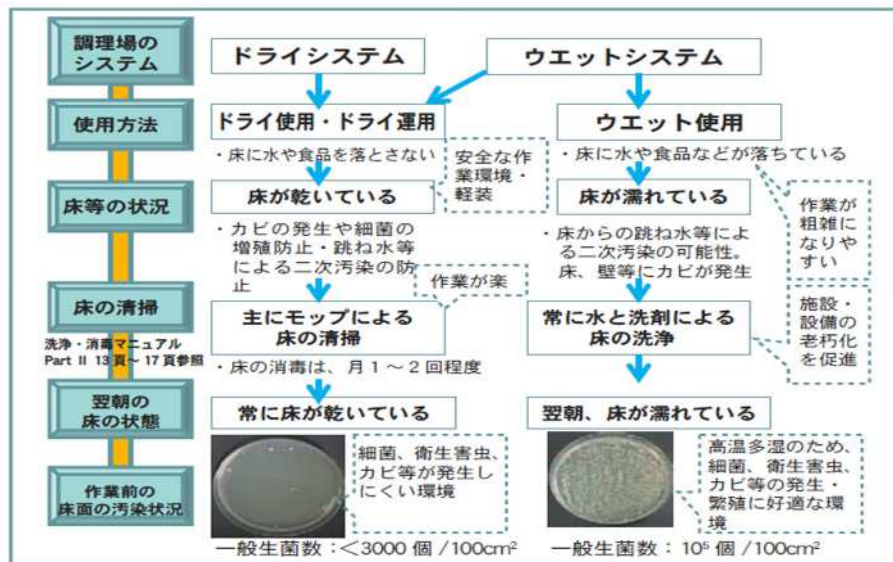 調理場の
システム
ドライシステム
ウエットシステム
使用方法
ドライ使用・ドライ運用
ウエット使用
・床に水や食品を落とさない
安全な作
業環境・
軽装
・床に水や食品などが落ちている
床等の状況
床が乾いている
床が濡れている
作業が
粗雑に
なりや
すい
・カビの発生や細菌の
増殖防止・跳ね水等
による二次汚染の防
止
・床からの跳ね水等によ
る二次汚染の可能性。
床、壁等にカビが発生
作業が楽
床の清掃
洗浄・消毒マニュアル
Part Ⅱ 13頁～17頁参照
主にモップによる
床の清掃
常に水と洗剤による
床の洗浄
施設・
設備の
老朽化
を促進
・床の消毒は、月1～2回程度
翌朝の
床の状態
常に床が乾いている
翌朝、床が濡れている
作業前の
床面の汚染状況
細菌、衛生害虫、
カビ等が発生し
にくい環境
高温多湿のため、
細菌、衛生害虫、
カビ等の発生・
繁殖に好適な環
境
一般生菌数：＜3000 個 /100cm²
一般生菌数： 10⁵ 個 /100cm²